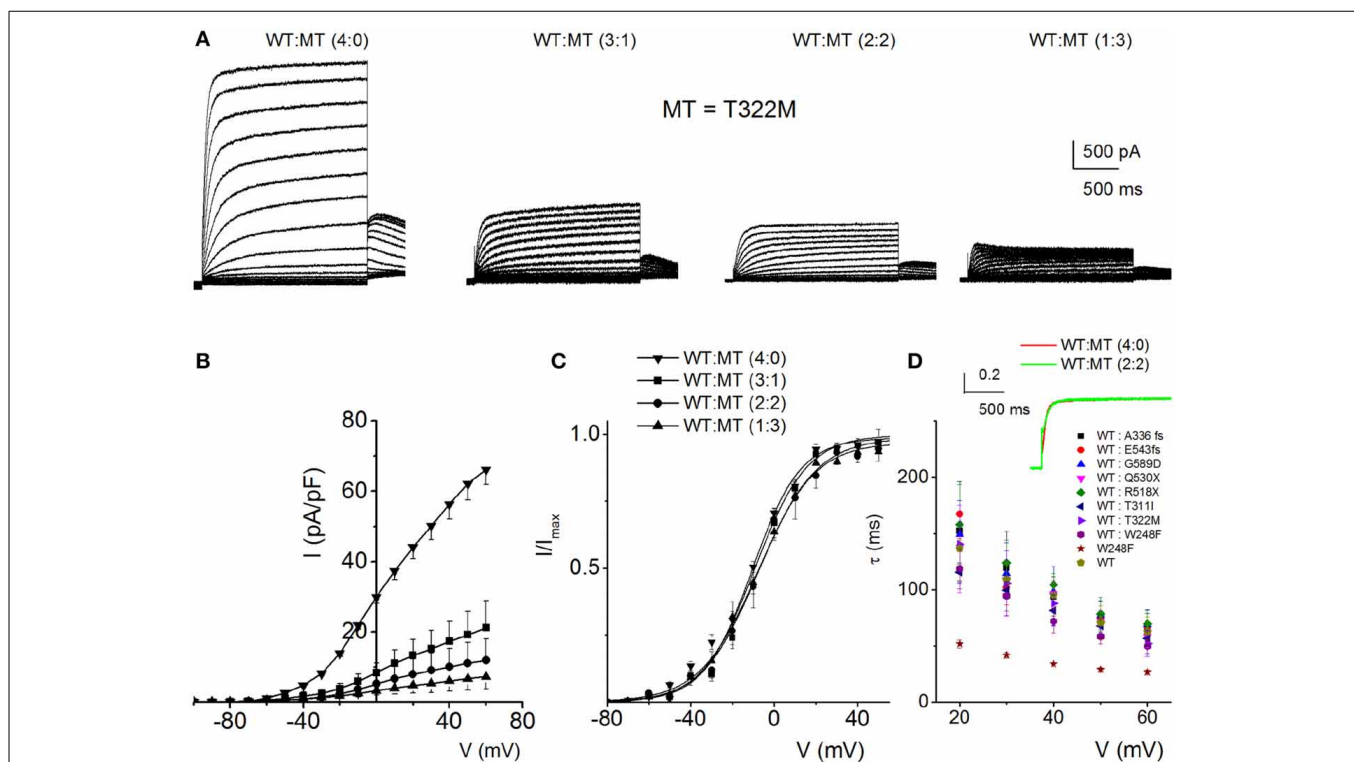 A
WT:MT (4:0)
WT:MT (3:1)
WT:MT (2:2)
WT:MT (1:3)
MT = T322M
500 pA
500 ms
B
I (pA/pF)
80
60
40
20
-80
-40
40
80
V (mV)
C
WT:MT (4:0)
WT:MT (3:1)
WT:MT (2:2)
WT:MT (1:3)
I/Imax
1.0
0.5
-80
-40
0
40
V (mV)
D
WT:MT (4:0)
WT:MT (2:2)
0.2
500 ms
WT : A336 fs
WT : E543fs
WT : G589D
WT : Q530X
WT : R518X
WT : T311I
WT : T322M
WT : W248F
W248F
WT
τ (ms)
200
100
0
20
30
40
50
60
V (mV)